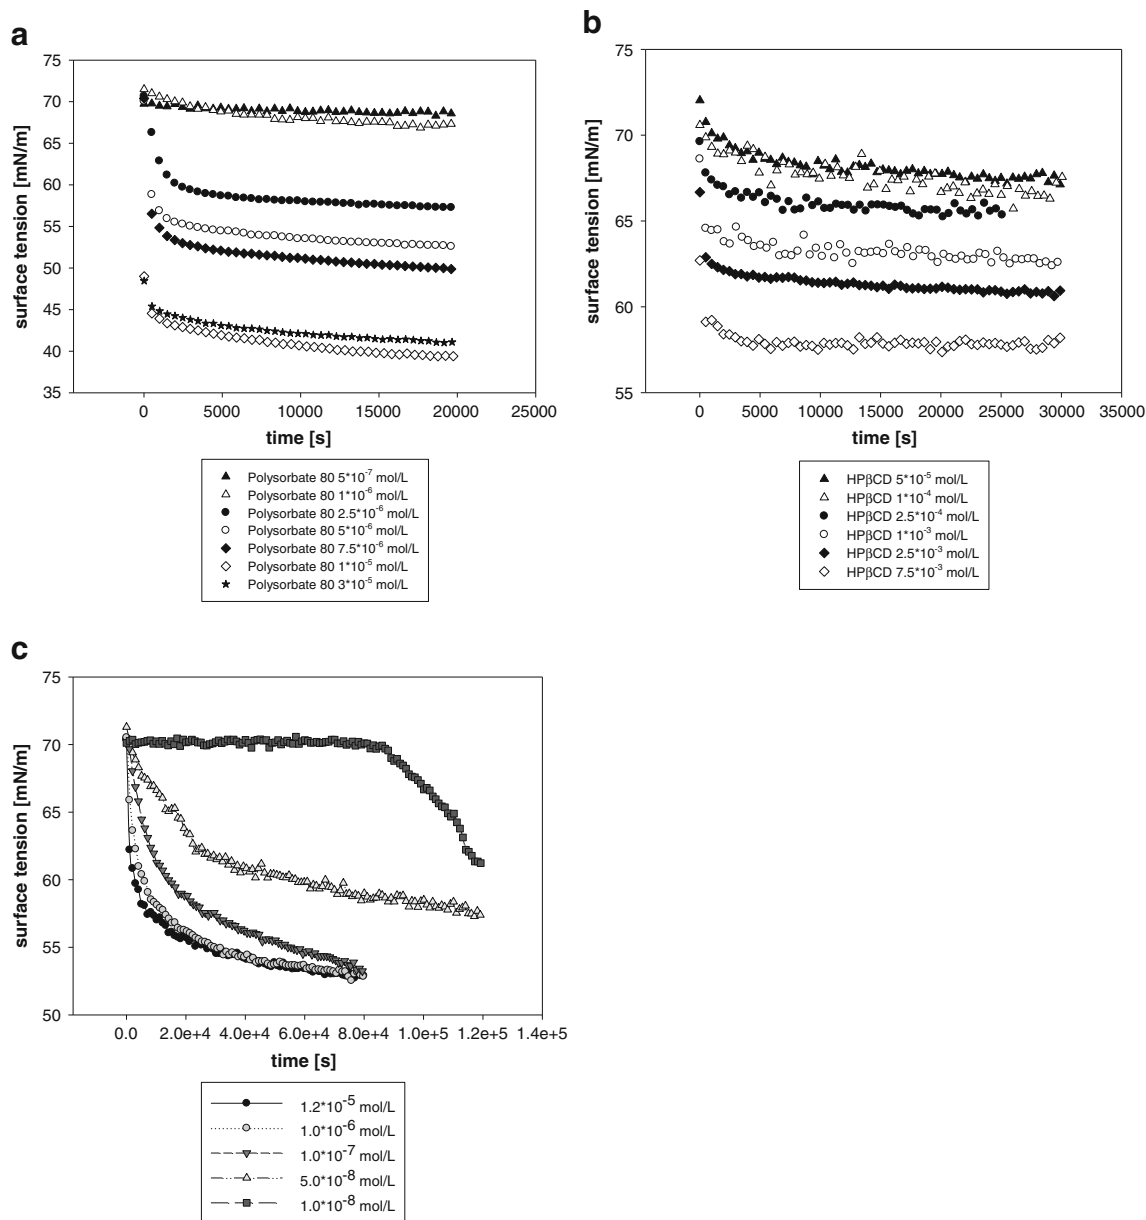 a
75
70
65
60
55
50
45
40
35
surface tension [mN/m]
0
5000
10000
15000
20000
25000
time [s]
Polysorbate 80 5*10-7 mol/L
Polysorbate 80 1*10-6 mol/L
Polysorbate 80 2.5*10-6 mol/L
Polysorbate 80 5*10-6 mol/L
Polysorbate 80 7.5*10-6 mol/L
Polysorbate 80 1*10-5 mol/L
Polysorbate 80 3*10-5 mol/L
b
75
70
65
60
55
surface tension [mN/m]
0
5000
10000
15000
20000
25000
30000
35000
time [s]
HPβCD 5*10-5 mol/L
HPβCD 1*10-4 mol/L
HPβCD 2.5*10-4 mol/L
HPβCD 1*10-3 mol/L
HPβCD 2.5*10-3 mol/L
HPβCD 7.5*10-3 mol/L
c
75
70
65
60
55
50
surface tension [mN/m]
0.0
2.0e+4
4.0e+4
6.0e+4
8.0e+4
1.0e+5
1.2e+5
1.4e+5
time [s]
1.2*10-5 mol/L
1.0*10-6 mol/L
1.0*10-7 mol/L
5.0*10-8 mol/L
1.0*10-8 mol/L